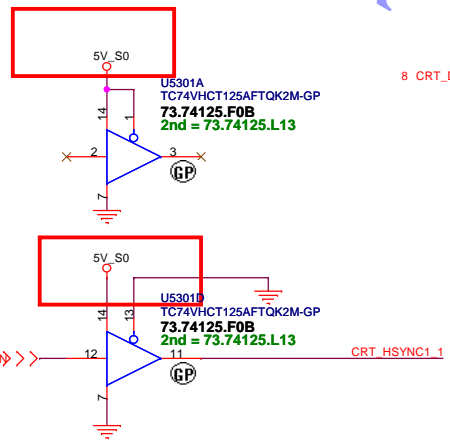 5V_S0
8 CRT_
U5301A
TC74VHCT125AFTQK2M-GP
73.74125.F0B
2nd = 73.74125.L13
14
1
2
3
GP
7
5V_S0
U5301D
TC74VHCT125AFTQK2M-GP
73.74125.F0B
2nd = 73.74125.L13
14
13
12
11
CRT_HSYNC1_1
GP
7